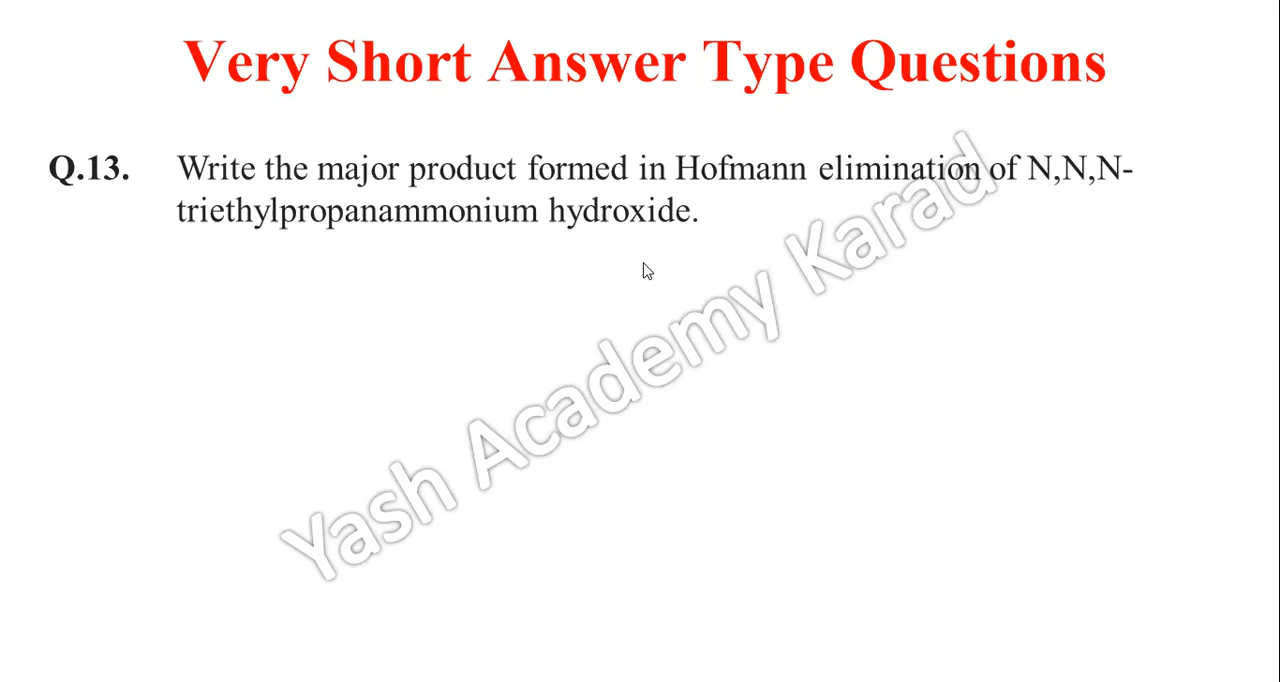 Very Short Answer Type Questions
Q.13. Write the major product formed in Hofmann elimination of N,N,N-
triethylpropanammonium hydroxide.
Yash Academy Karad